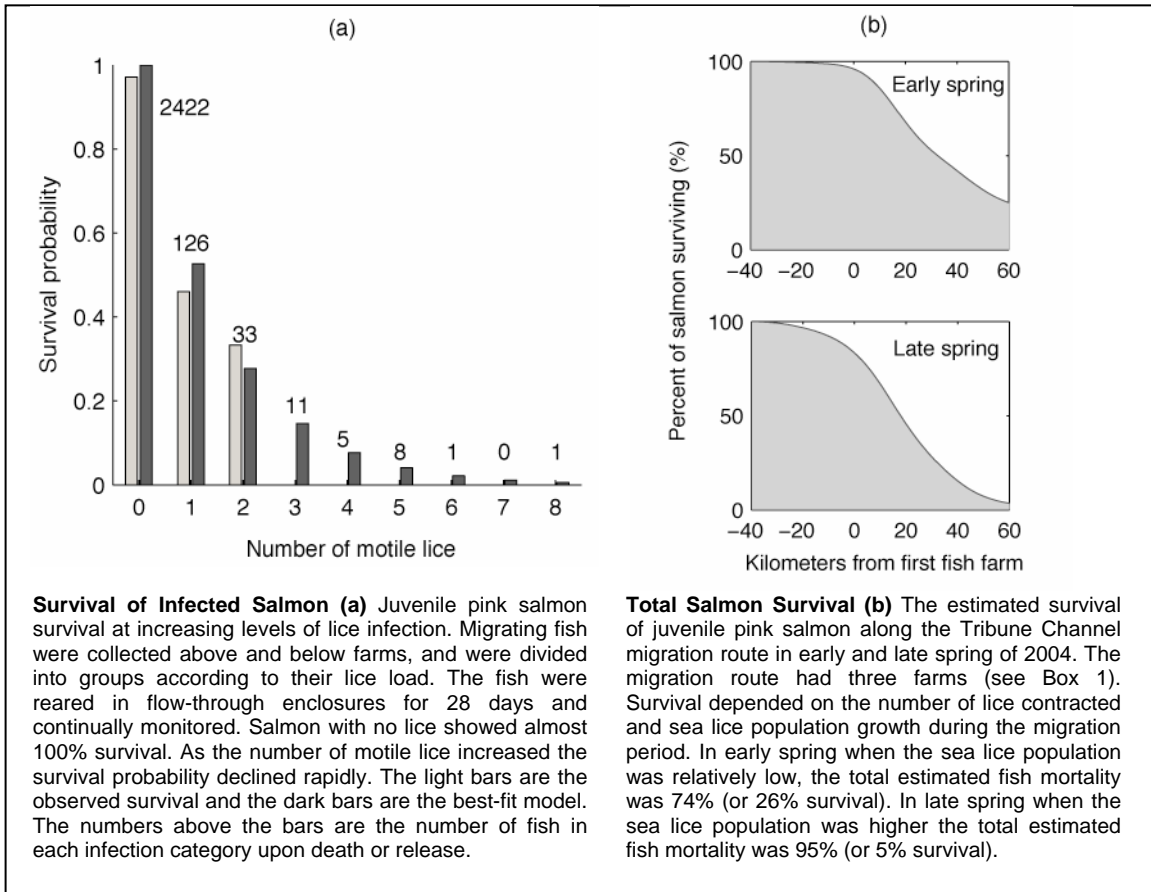 (a)
1
0.8
0.6
0.4
0.2
0
Survival probability
2422
126
33
11
5
8
1
0
1
0 1 2 3 4 5 6 7 8
Number of motile lice
(b)
100
50
0
Early spring
−40 −20 0 20 40 60
100
50
0
Late spring
−40 −20 0 20 40 60
Percent of salmon surviving (%)
Kilometers from first fish farm
Survival of Infected Salmon (a) Juvenile pink salmon
survival at increasing levels of lice infection. Migrating fish
were collected above and below farms, and were divided
into groups according to their lice load. The fish were
reared in flow-through enclosures for 28 days and
continually monitored. Salmon with no lice showed almost
100% survival. As the number of motile lice increased the
survival probability declined rapidly. The light bars are the
observed survival and the dark bars are the best-fit model.
The numbers above the bars are the number of fish in
each infection category upon death or release.
Total Salmon Survival (b) The estimated survival
of juvenile pink salmon along the Tribune Channel
migration route in early and late spring of 2004. The
migration route had three farms (see Box 1).
Survival depended on the number of lice contracted
and sea lice population growth during the migration
period. In early spring when the sea lice population
was relatively low, the total estimated fish mortality
was 74% (or 26% survival). In late spring when the
sea lice population was higher the total estimated
fish mortality was 95% (or 5% survival).